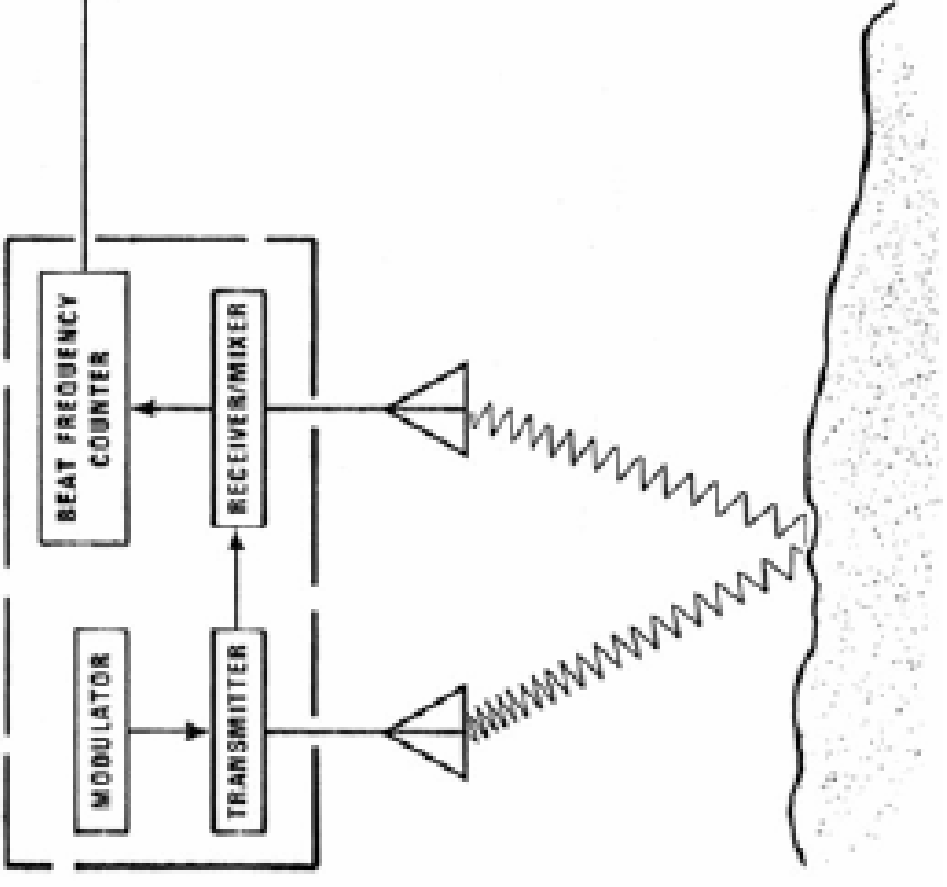 MODULATOR
TRANSMITTER
BEAT FREQUENCY
COUNTER
RECEIVER/MIXER